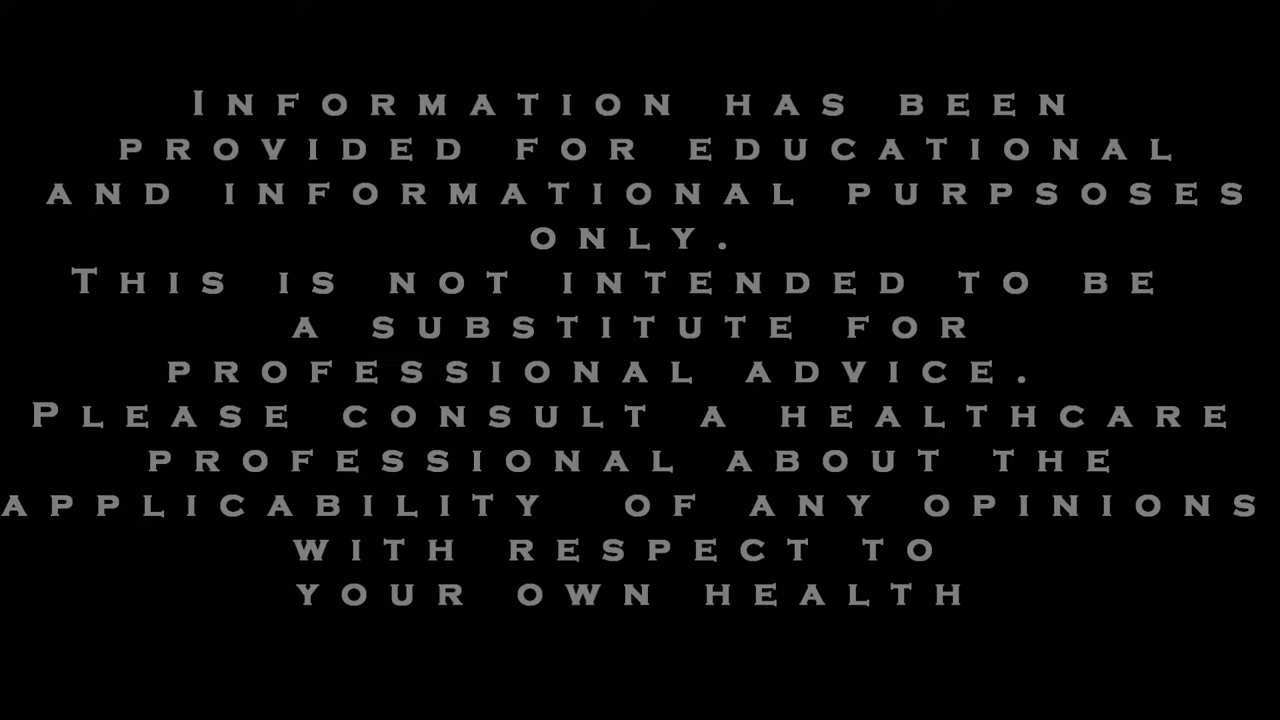 Information has been
provided for educational
and informational purpsoses
only.
This is not intended to be
a substitute for
professional advice.
Please consult a healthcare
professional about the
applicability of any opinions
with respect to
your own health